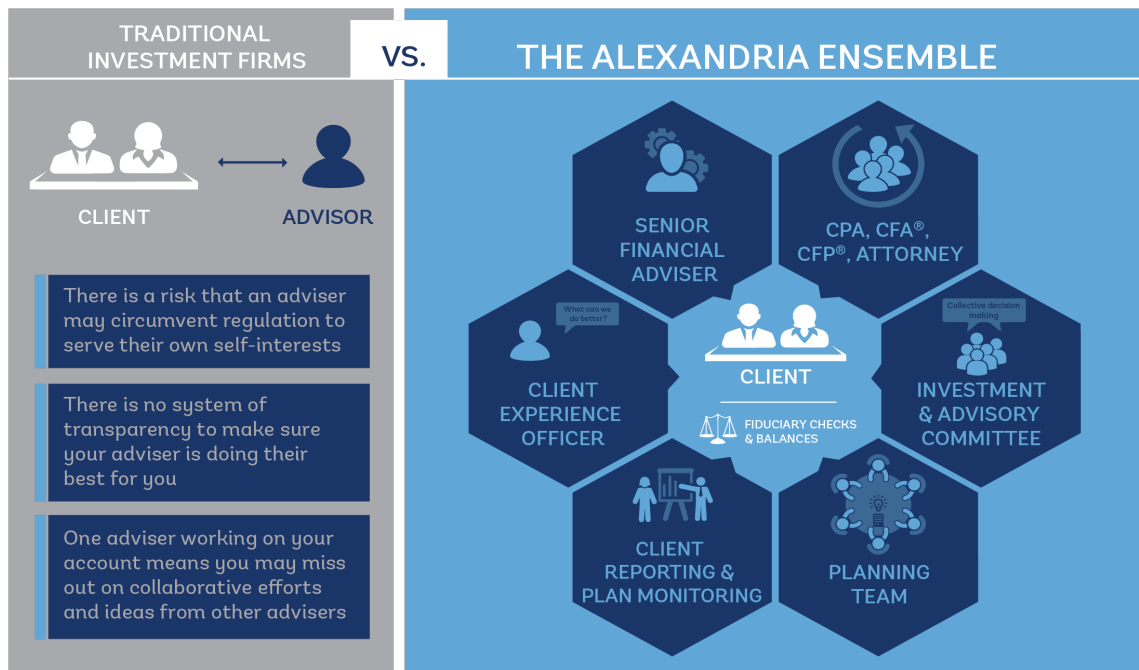 TRADITIONAL
INVESTMENT FIRMS
VS.
THE ALEXANDRIA ENSEMBLE
CLIENT
ADVISOR
There is a risk that an adviser
may circumvent regulation to
serve their own self-interests
There is no system of
transparency to make sure
your adviser is doing their
best for you
One adviser working on your
account means you may miss
out on collaborative efforts
and ideas from other advisers
SENIOR
FINANCIAL
ADVISER
CPA, CFA®,
CFP®, ATTORNEY
What can we
do better?
CLIENT
EXPERIENCE
OFFICER
CLIENT
FIDUCIARY CHECKS
& BALANCES
Collective decision
making
INVESTMENT
& ADVISORY
COMMITTEE
CLIENT
REPORTING &
PLAN MONITORING
PLANNING
TEAM